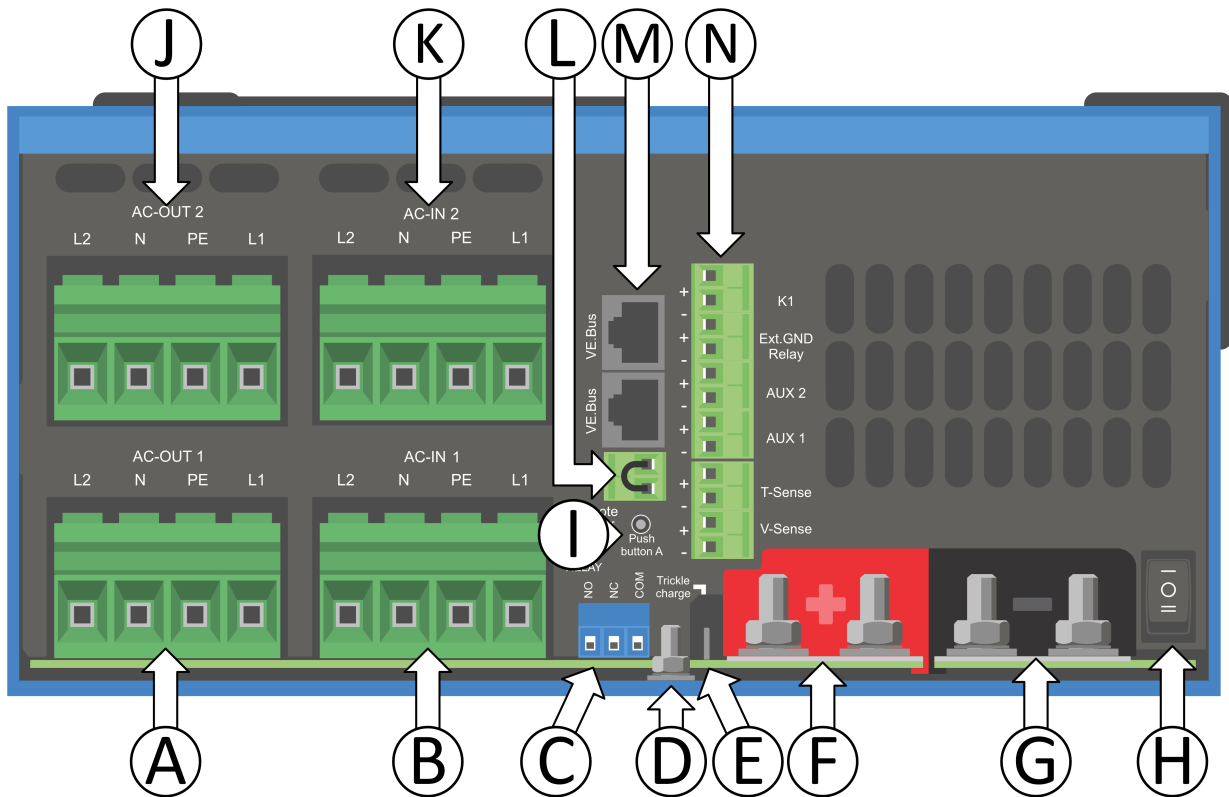 J K L M N
AC-OUT 2
L2 N PE L1
AC-IN 2
L2 N PE L1
VE.Bus
VE.Bus
+
-
K1
+
-
Ext.GND
Relay
+
-
AUX 2
+
-
AUX 1
+
-
T-Sense
+
-
V-Sense
AC-OUT 1
L2 N PE L1
AC-IN 1
L2 N PE L1
I
Push
button A
NO NC COM
Trickle
charge
+
-
I
O
II
A B C D E F G H